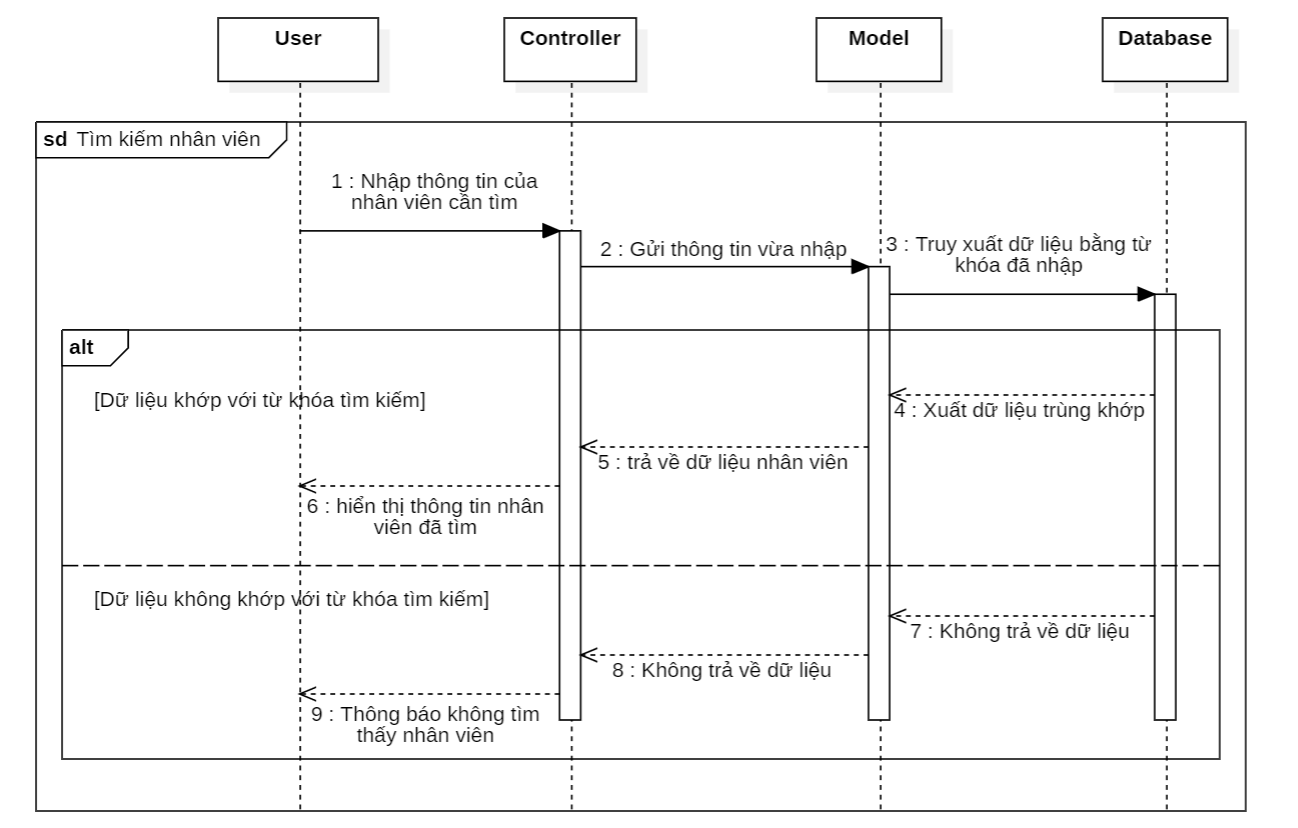 User
Controller
Model
Database
sd Tìm kiếm nhân viên
1 : Nhập thông tin của
nhân viên cần tìm
2 : Gửi thông tin vừa nhập
3 : Truy xuất dữ liệu bằng từ
khóa đã nhập
alt
[Dữ liệu khớp với từ khóa tìm kiếm]
4 : Xuất dữ liệu trùng khớp
5 : trả về dữ liệu nhân viên
6 : hiển thị thông tin nhân
viên đã tìm
[Dữ liệu không khớp với từ khóa tìm kiếm]
7 : Không trả về dữ liệu
8 : Không trả về dữ liệu
9 : Thông báo không tìm
thấy nhân viên